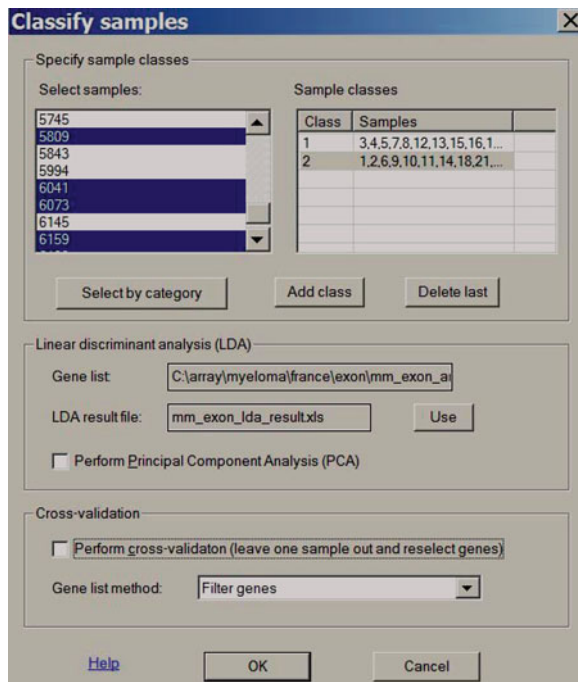 Classify samples
Specify sample classes
Select samples:
5745
5809
5843
5994
6041
6073
6145
6159
Sample classes
Class Samples
1 3,4,5,7,8,12,13,15,16,1...
2 1,2,6,9,10,11,14,18,21,...
Select by category
Add class
Delete last
Linear discriminant analysis (LDA)
Gene list:
C:\array\myeloma\france\exon\mm_exon_a
LDA result file:
mm_exon_lda_result.xls
Use
Perform Principal Component Analysis (PCA)
Cross-validation
Perform cross-validaton (leave one sample out and reselect genes)
Gene list method:
Filter genes
Help
OK
Cancel